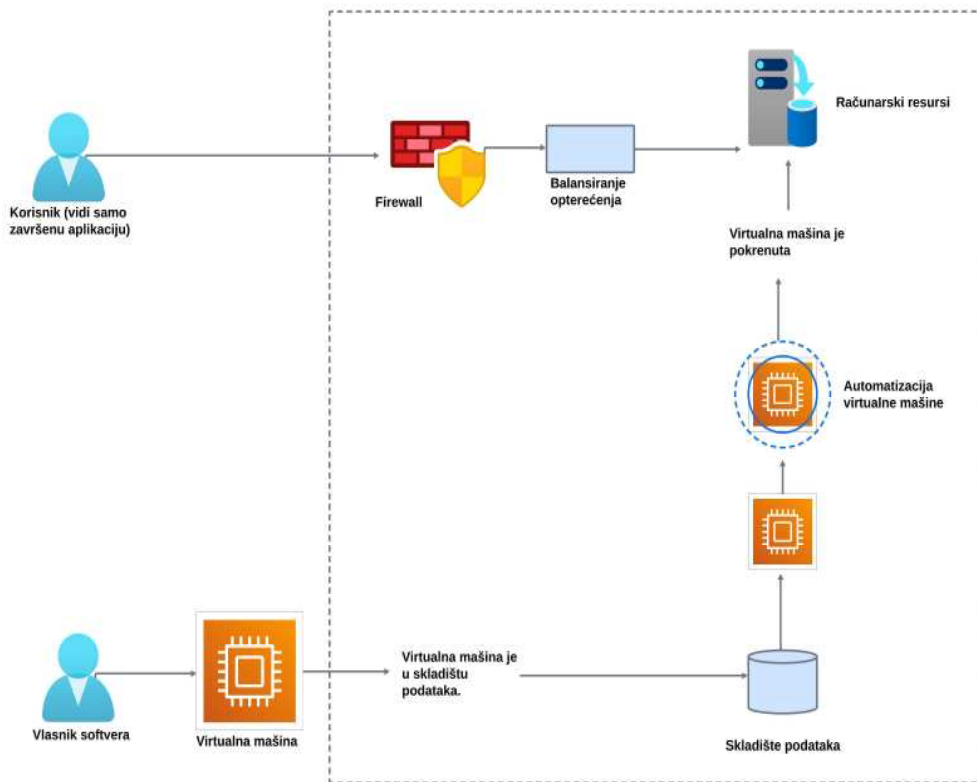 Računarski resursi
Korisnik (vidi samo
završenu aplikaciju)
Firewall
Balansiranje
opterećenja
Virtualna mašina je
pokrenuta
Automatizacija
virtualne mašine
Virtualna mašina je
u skladištu
podataka.
Vlasnik softvera
Virtualna mašina
Skladište podataka